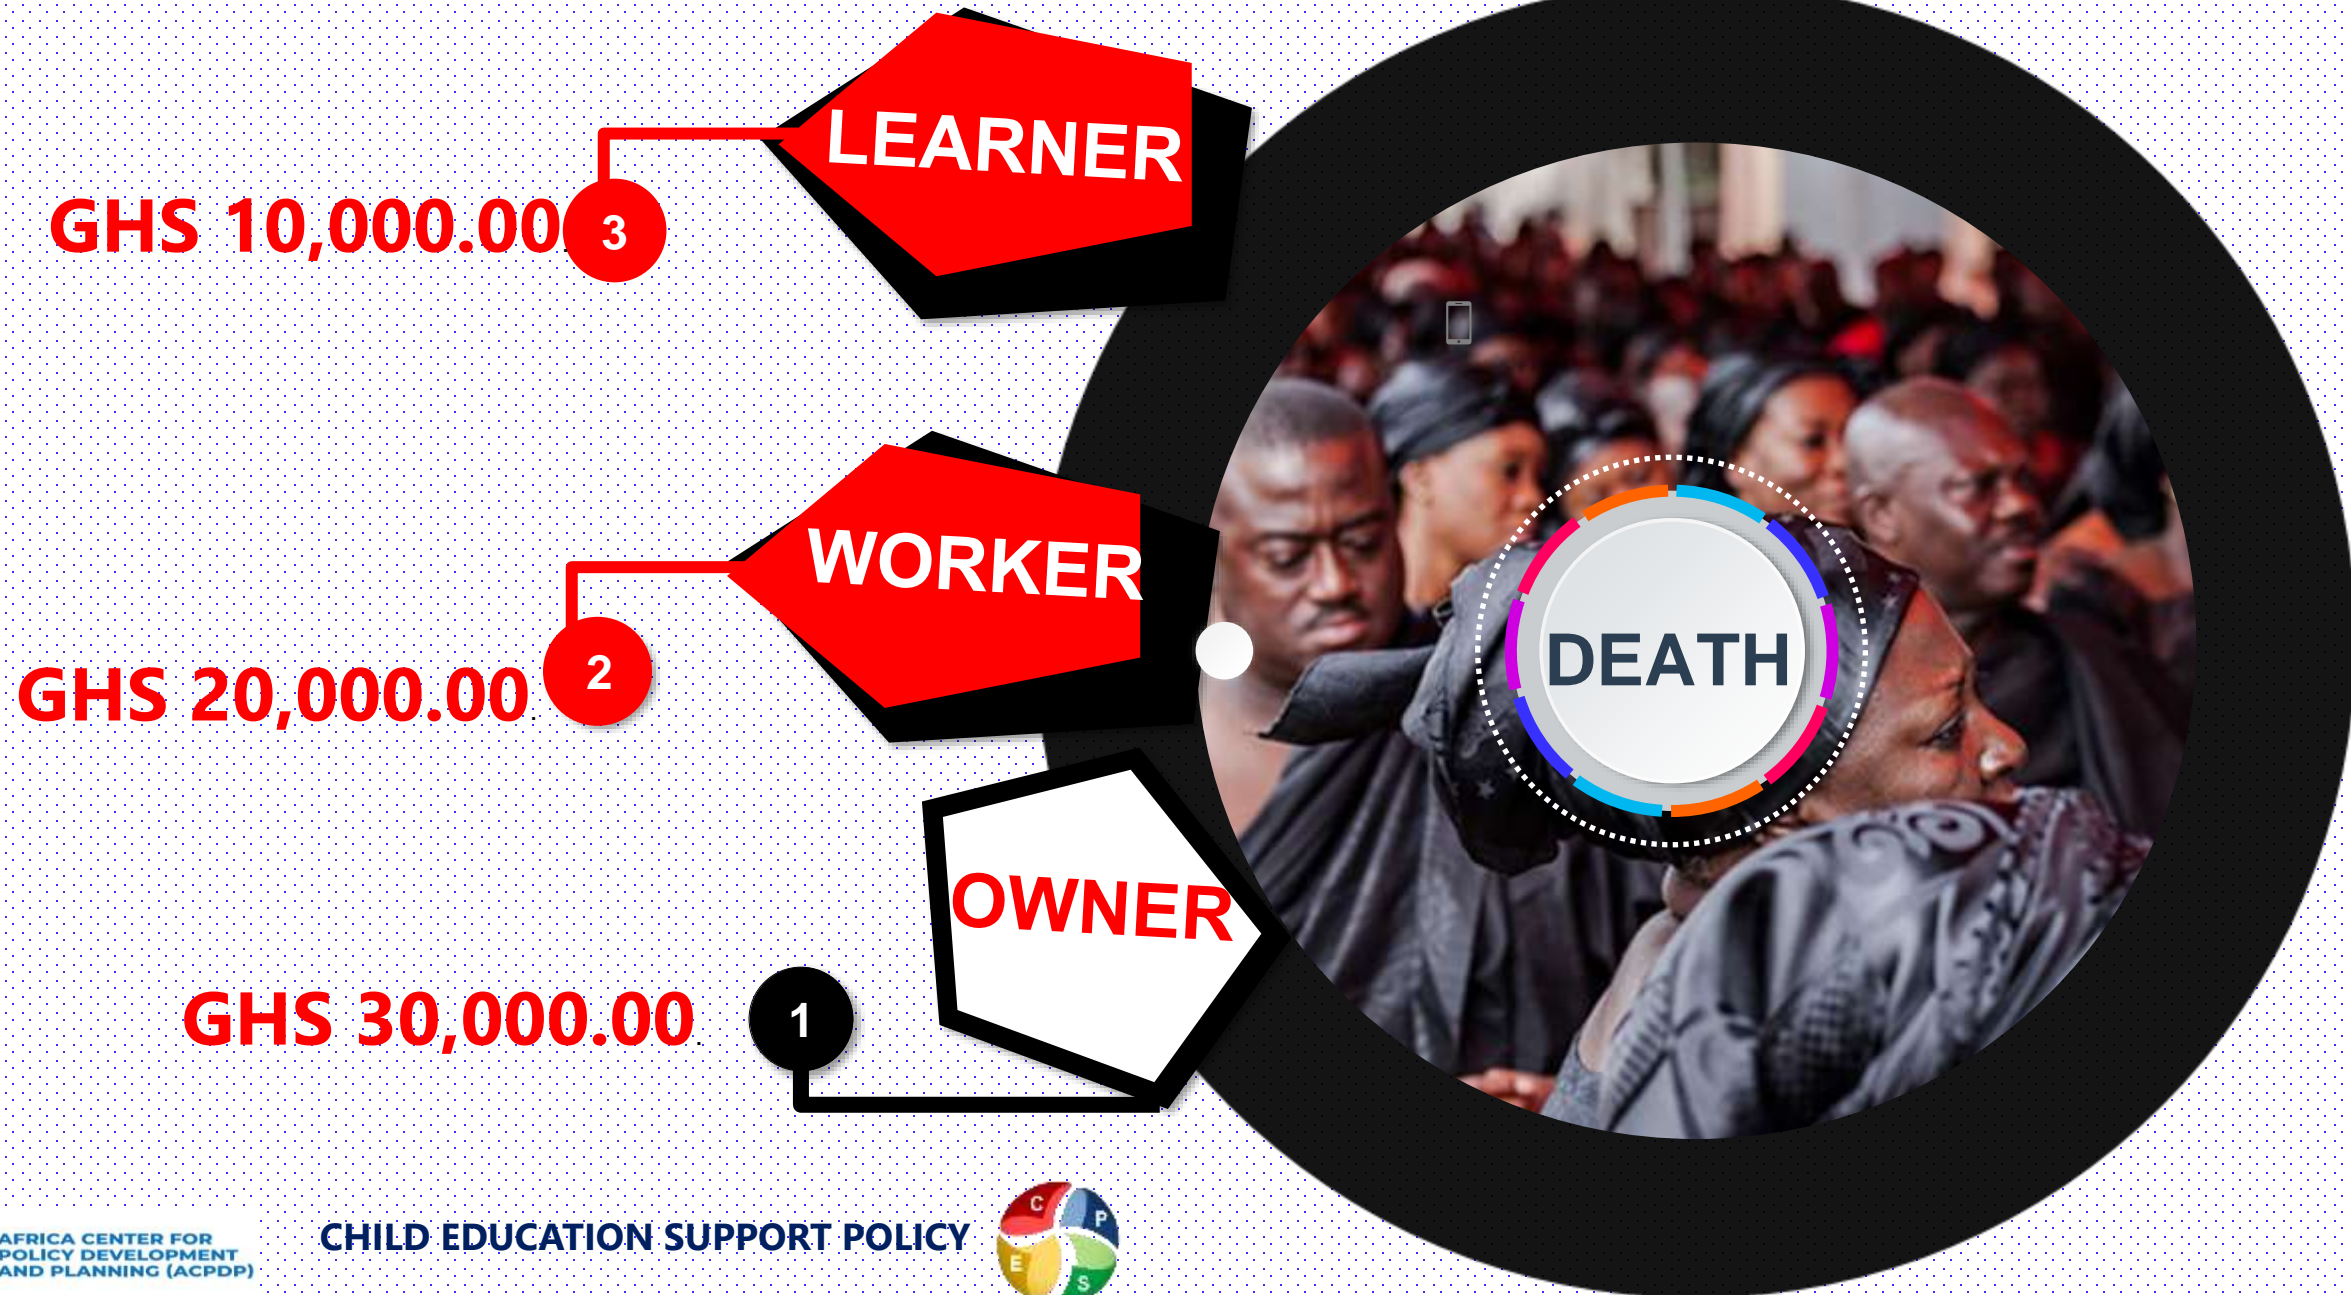 LEARNER
GHS 10,000.00.
3
WORKER
GHS 20,000.00.
2
DEATH
OWNER
GHS 30,000.00.
1
AFRICA CENTER FOR
POLICY DEVELOPMENT
AND PLANNING (ACPDP)
CHILD EDUCATION SUPPORT POLICY
C
P
E
S